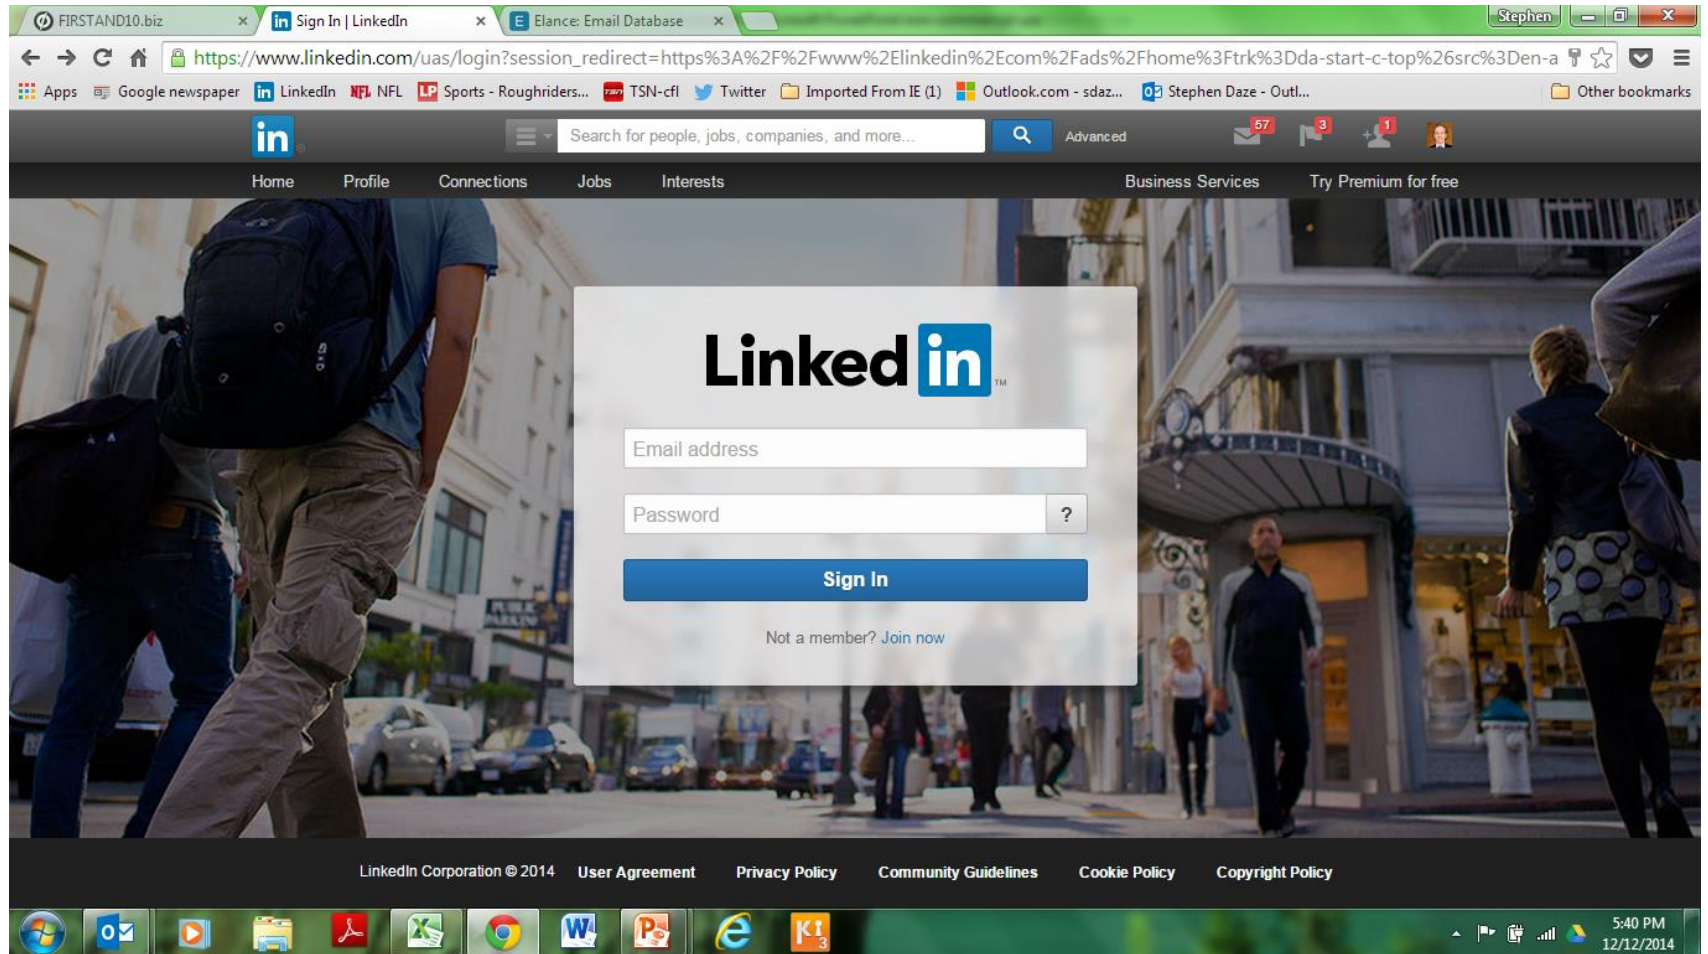 FIRSTAND10.biz
Sign In | LinkedIn
Elance: Email Database
Stephen
https://www.linkedin.com/uas/login?session_redirect=https%3A%2F%2Fwww%2Elinkedin%2Ecom%2Fads%2Fhome%3Ftrk%3Dda-start-c-top%26src%3Den-a
Apps
Google newspaper
LinkedIn
NFL NFL
LP Sports - Roughriders...
TSN-cfl
Twitter
Imported From IE (1)
Outlook.com - sdaz...
Stephen Daze - Outl...
Other bookmarks
in
Search for people, jobs, companies, and more...
Advanced
57
3
1
Home
Profile
Connections
Jobs
Interests
Business Services
Try Premium for free
Linked in TM
Email address
Password
?
Sign In
Not a member? Join now
PUBLIC
PARKING
LinkedIn Corporation © 2014
User Agreement
Privacy Policy
Community Guidelines
Cookie Policy
Copyright Policy
5:40 PM
12/12/2014